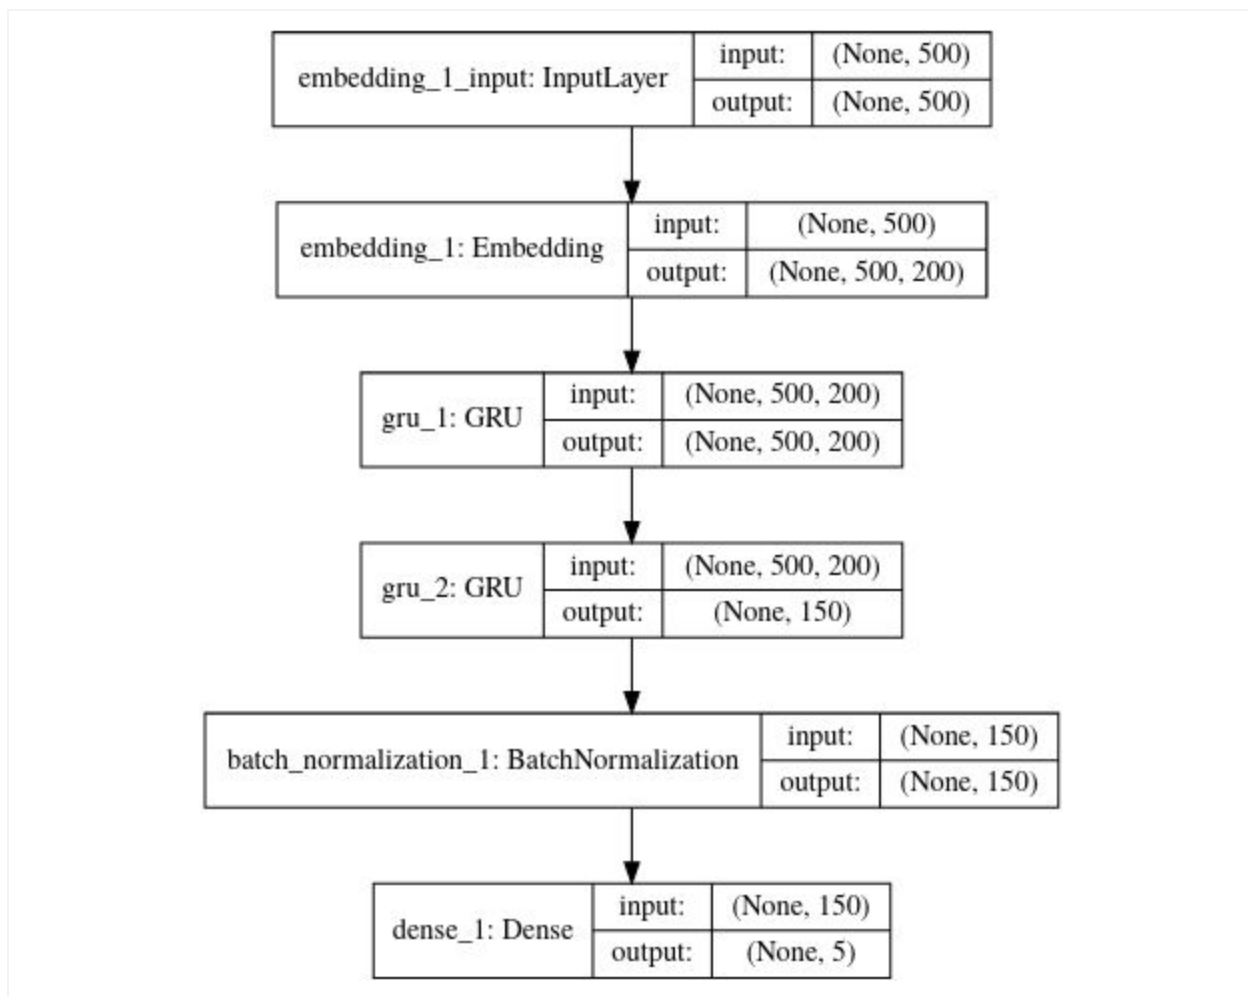 embedding_1_input: InputLayer
input: (None, 500)
output: (None, 500)
embedding_1: Embedding
input: (None, 500)
output: (None, 500, 200)
gru_1: GRU
input: (None, 500, 200)
output: (None, 500, 200)
gru_2: GRU
input: (None, 500, 200)
output: (None, 150)
batch_normalization_1: BatchNormalization
input: (None, 150)
output: (None, 150)
dense_1: Dense
input: (None, 150)
output: (None, 5)